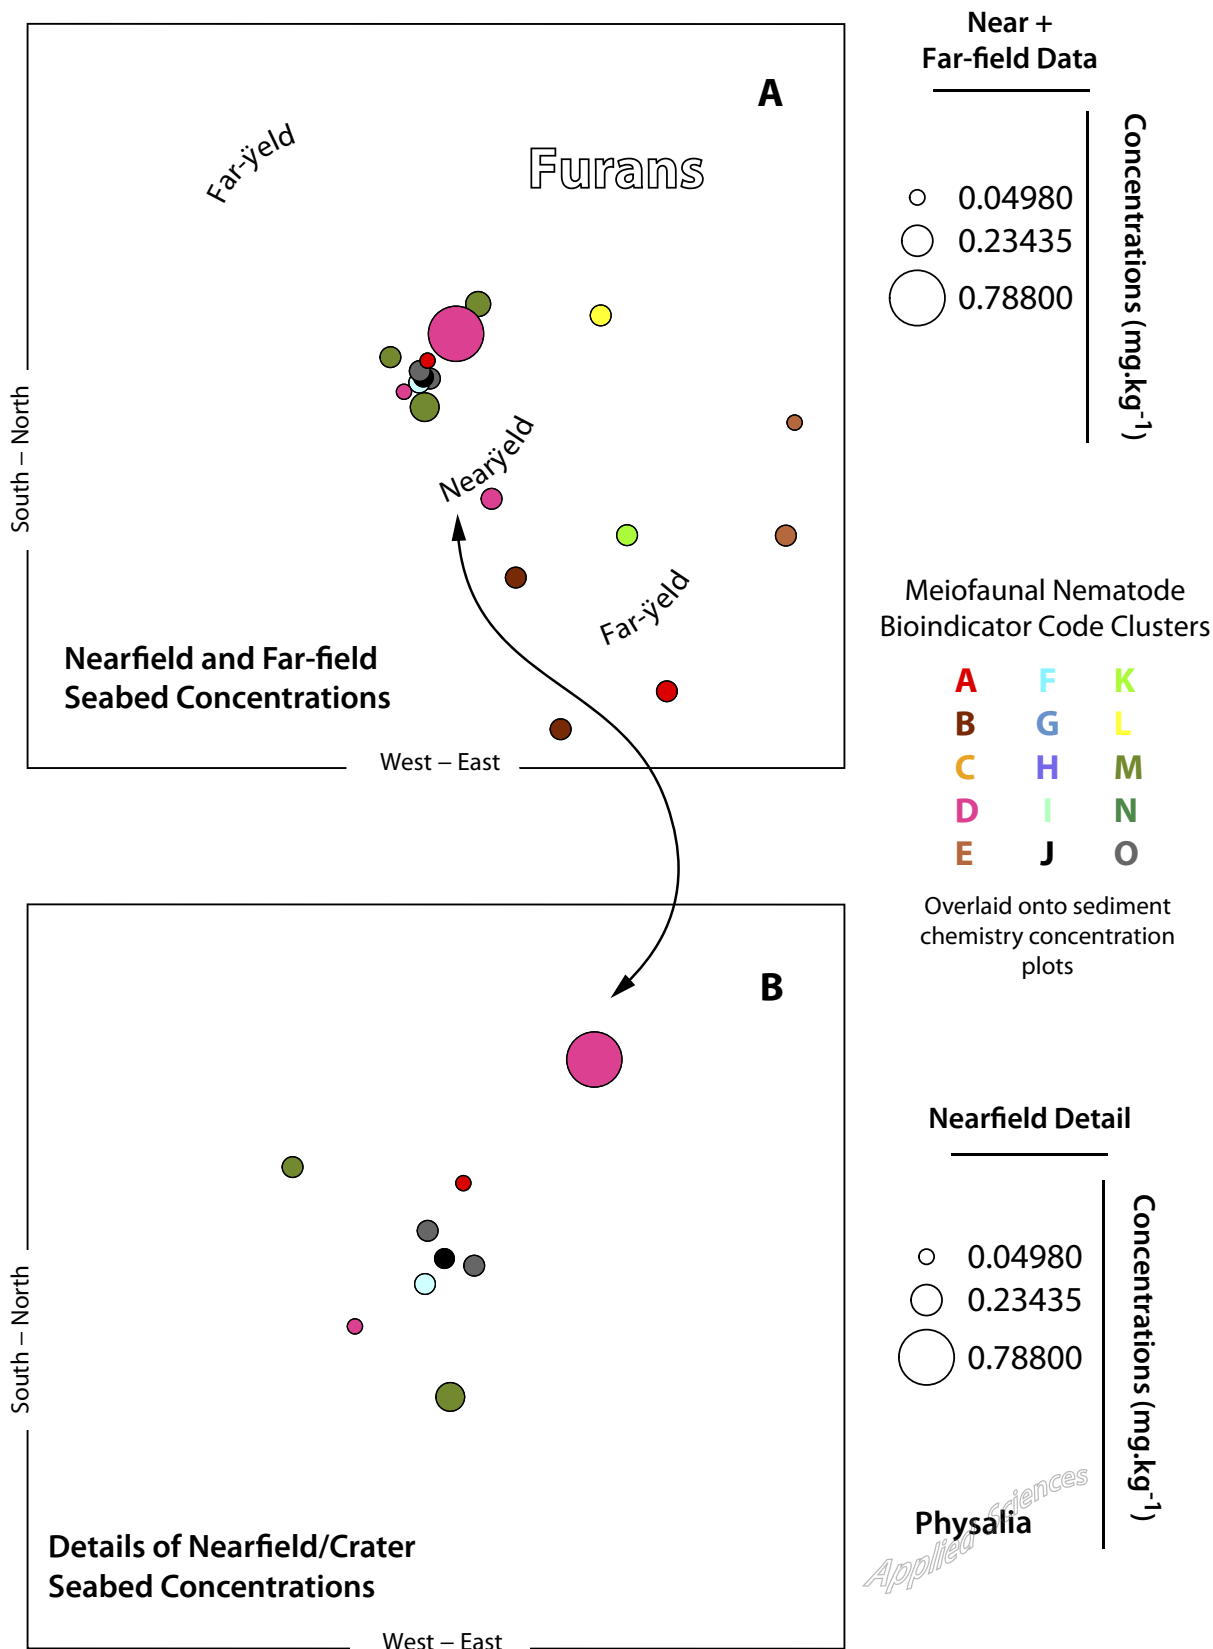 A
Far-ÿeld
Furans
Nearÿeld
Far-ÿeld
Nearfield and Far-field
Seabed Concentrations
South – North
West – East
Near +
Far-field Data
0.04980
0.23435
0.78800
Concentrations (mg.kg-1)
Meiofaunal Nematode
Bioindicator Code Clusters
A F K
B G L
C H M
D I N
E J O
Overlaid onto sediment
chemistry concentration
plots
B
Details of Nearfield/Crater
Seabed Concentrations
South – North
West – East
Nearfield Detail
0.04980
0.23435
0.78800
Concentrations (mg.kg-1)
Physalia
Applied Sciences